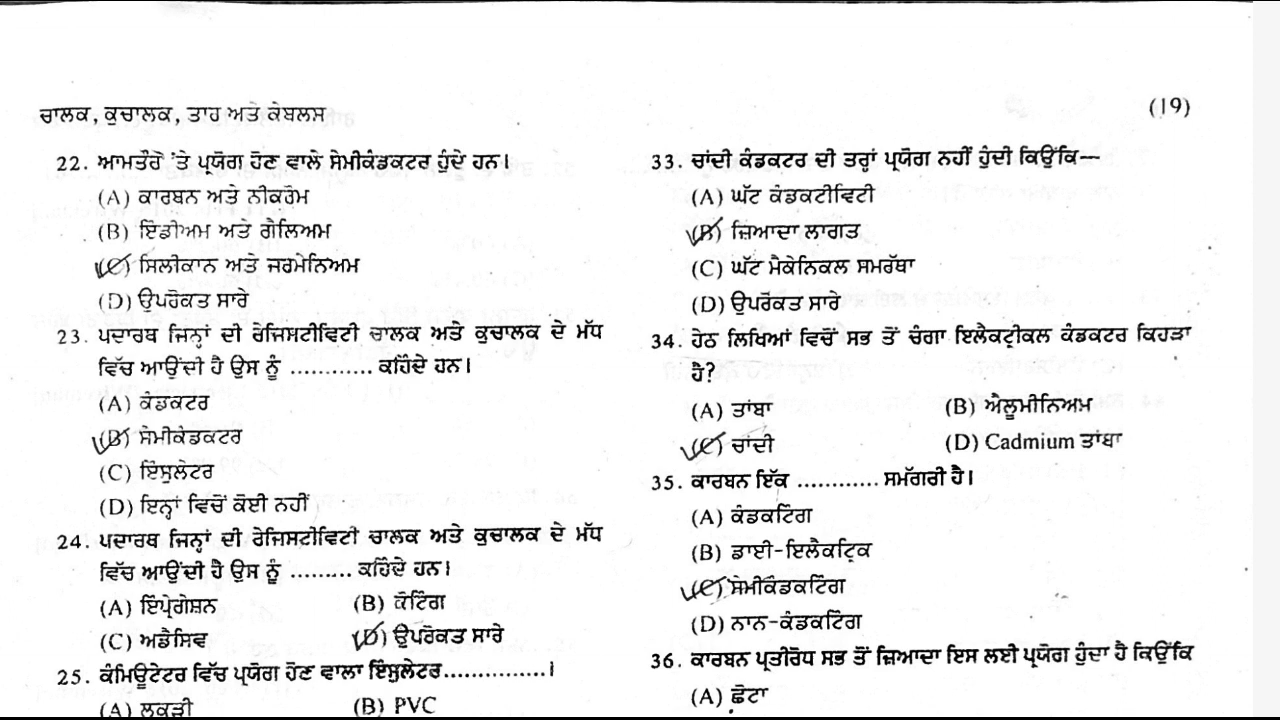 ਚਾਲਕ, ਕੁਚਾਲਕ, ਤਾਹ ਅਤੇ ਕੇਬਲਸ
(19)
22. ਆਮਤੌਰੇ 'ਤੇ ਪ੍ਰਯੋਗ ਹੋਣ ਵਾਲੇ ਸੇਮੀਕੰਡਕਟਰ ਹੁੰਦੇ ਹਨ।
(A) ਕਾਰਬਨ ਅਤੇ ਨੀਕਰੋਮ
(B) ਇੰਡੀਅਮ ਅਤੇ ਗੈਲਿਅਮ
(C) ਸਿਲੀਕਾਨ ਅਤੇ ਜਰਮੇਨਿਅਮ
(D) ਉਪਰੋਕਤ ਸਾਰੇ
23. ਪਦਾਰਥ ਜਿਨ੍ਹਾਂ ਦੀ ਰੇਜਿਸਟੀਵਿਟੀ ਚਾਲਕ ਅਤੇ ਕੁਚਾਲਕ ਦੇ ਮੱਧ
ਵਿੱਚ ਆਉਂਦੀ ਹੈ ਉਸ ਨੂੰ ............ ਕਹਿੰਦੇ ਹਨ।
(A) ਕੰਡਕਟਰ
(B) ਸੇਮੀਕੰਡਕਟਰ
(C) ਇੰਸੁਲੇਟਰ
(D) ਇਨ੍ਹਾਂ ਵਿਚੋਂ ਕੋਈ ਨਹੀਂ
24. ਪਦਾਰਥ ਜਿਨ੍ਹਾਂ ਦੀ ਰੇਜਿਸਟੀਵਿਟੀ ਚਾਲਕ ਅਤੇ ਕੁਚਾਲਕ ਦੇ ਮੱਧ
ਵਿੱਚ ਆਉਂਦੀ ਹੈ ਉਸ ਨੂੰ ......... ਕਹਿੰਦੇ ਹਨ।
(A) ਇੰਪ੍ਰੇਗੇਸ਼ਨ (B) ਕੋਟਿੰਗ
(C) ਅਡੈਸਿਵ (D) ਉਪਰੋਕਤ ਸਾਰੇ
25. ਕੰਮਿਊਟੇਟਰ ਵਿੱਚ ਪ੍ਰਯੋਗ ਹੋਣ ਵਾਲਾ ਇੰਸੁਲੇਟਰ................।
(A) ਲਕੜੀ (B) PVC
33. ਚਾਂਦੀ ਕੰਡਕਟਰ ਦੀ ਤਰ੍ਹਾਂ ਪ੍ਰਯੋਗ ਨਹੀਂ ਹੁੰਦੀ ਕਿਉਂਕਿ—
(A) ਘੱਟ ਕੰਡਕਟੀਵਿਟੀ
(B) ਜ਼ਿਆਦਾ ਲਾਗਤ
(C) ਘੱਟ ਮੈਕੇਨਿਕਲ ਸਮਰੱਥਾ
(D) ਉਪਰੋਕਤ ਸਾਰੇ
34. ਹੇਠ ਲਿਖਿਆਂ ਵਿਚੋਂ ਸਭ ਤੋਂ ਚੰਗਾ ਇਲੈਕਟ੍ਰੀਕਲ ਕੰਡਕਟਰ ਕਿਹੜਾ
ਹੈ?
(A) ਤਾਂਬਾ (B) ਐਲੂਮੀਨਿਅਮ
(C) ਚਾਂਦੀ (D) Cadmium ਤਾਂਬਾ
35. ਕਾਰਬਨ ਇੱਕ ............ ਸਮੱਗਰੀ ਹੈ।
(A) ਕੰਡਕਟਿੰਗ
(B) ਡਾਈ-ਇਲੈਕਟ੍ਰਿਕ
(C) ਸੇਮੀਕੰਡਕਟਿੰਗ
(D) ਨਾਨ-ਕੰਡਕਟਿੰਗ
36. ਕਾਰਬਨ ਪ੍ਰਤੀਰੋਧ ਸਭ ਤੋਂ ਜ਼ਿਆਦਾ ਇਸ ਲਈ ਪ੍ਰਯੋਗ ਹੁੰਦਾ ਹੈ ਕਿਉਂਕਿ
(A) ਛੋਟਾ